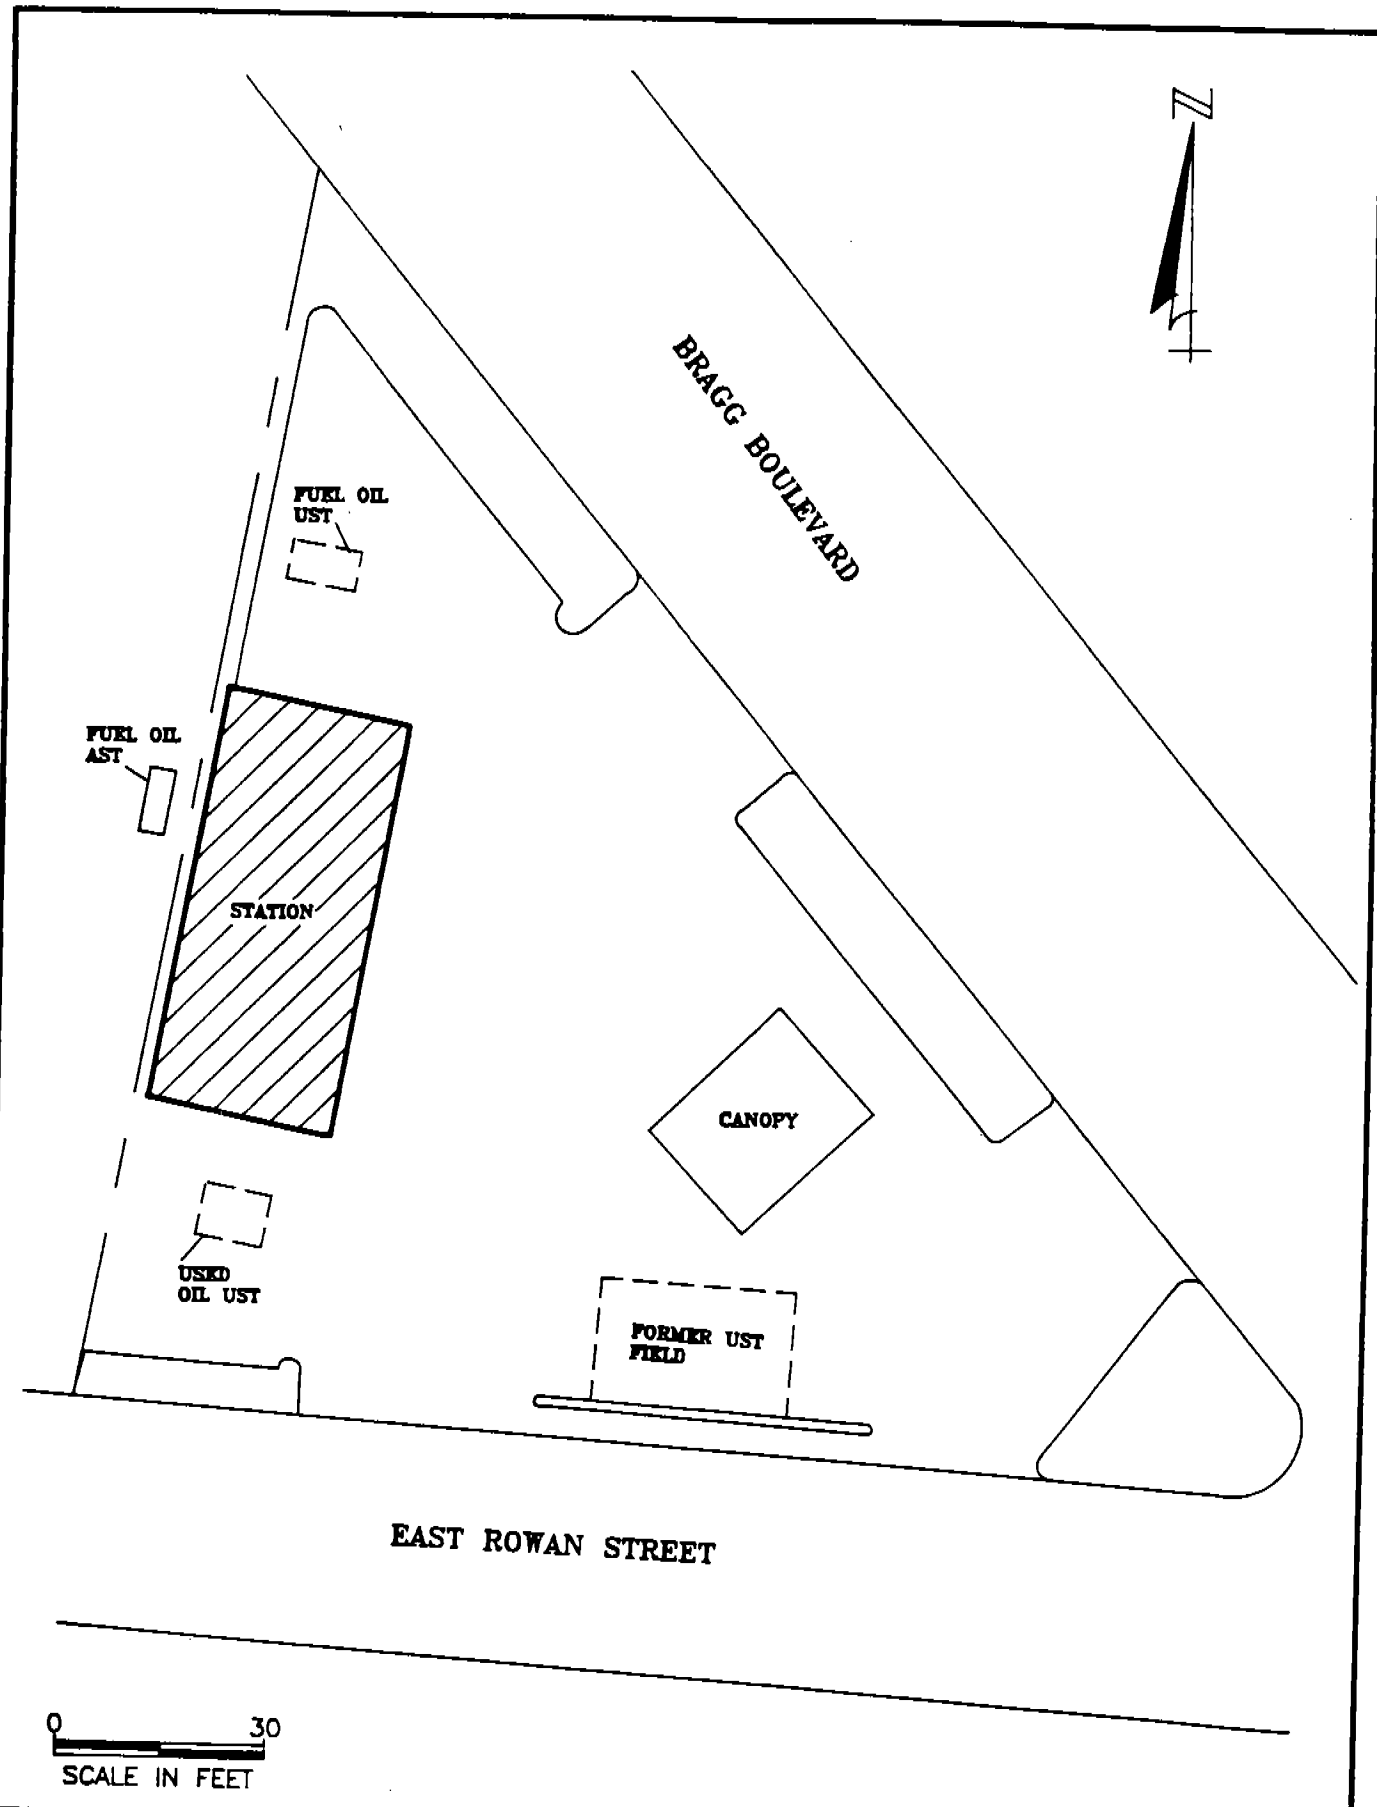 N
BRAGG BOULEVARD
FUEL OIL
UST
FUEL OIL
AST
STATION
CANOPY
USED
OIL UST
FORMER UST
FIELD
EAST ROWAN STREET
0 30
SCALE IN FEET